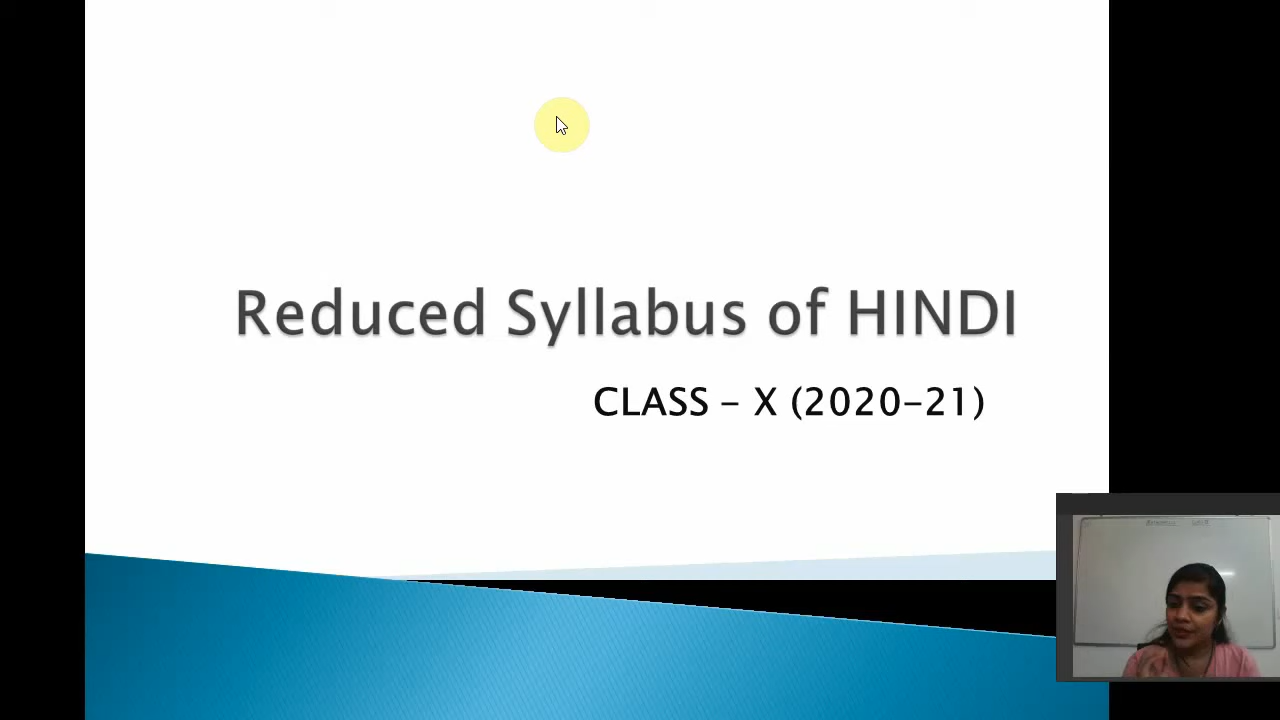 Reduced Syllabus of HINDI
CLASS – X (2020-21)